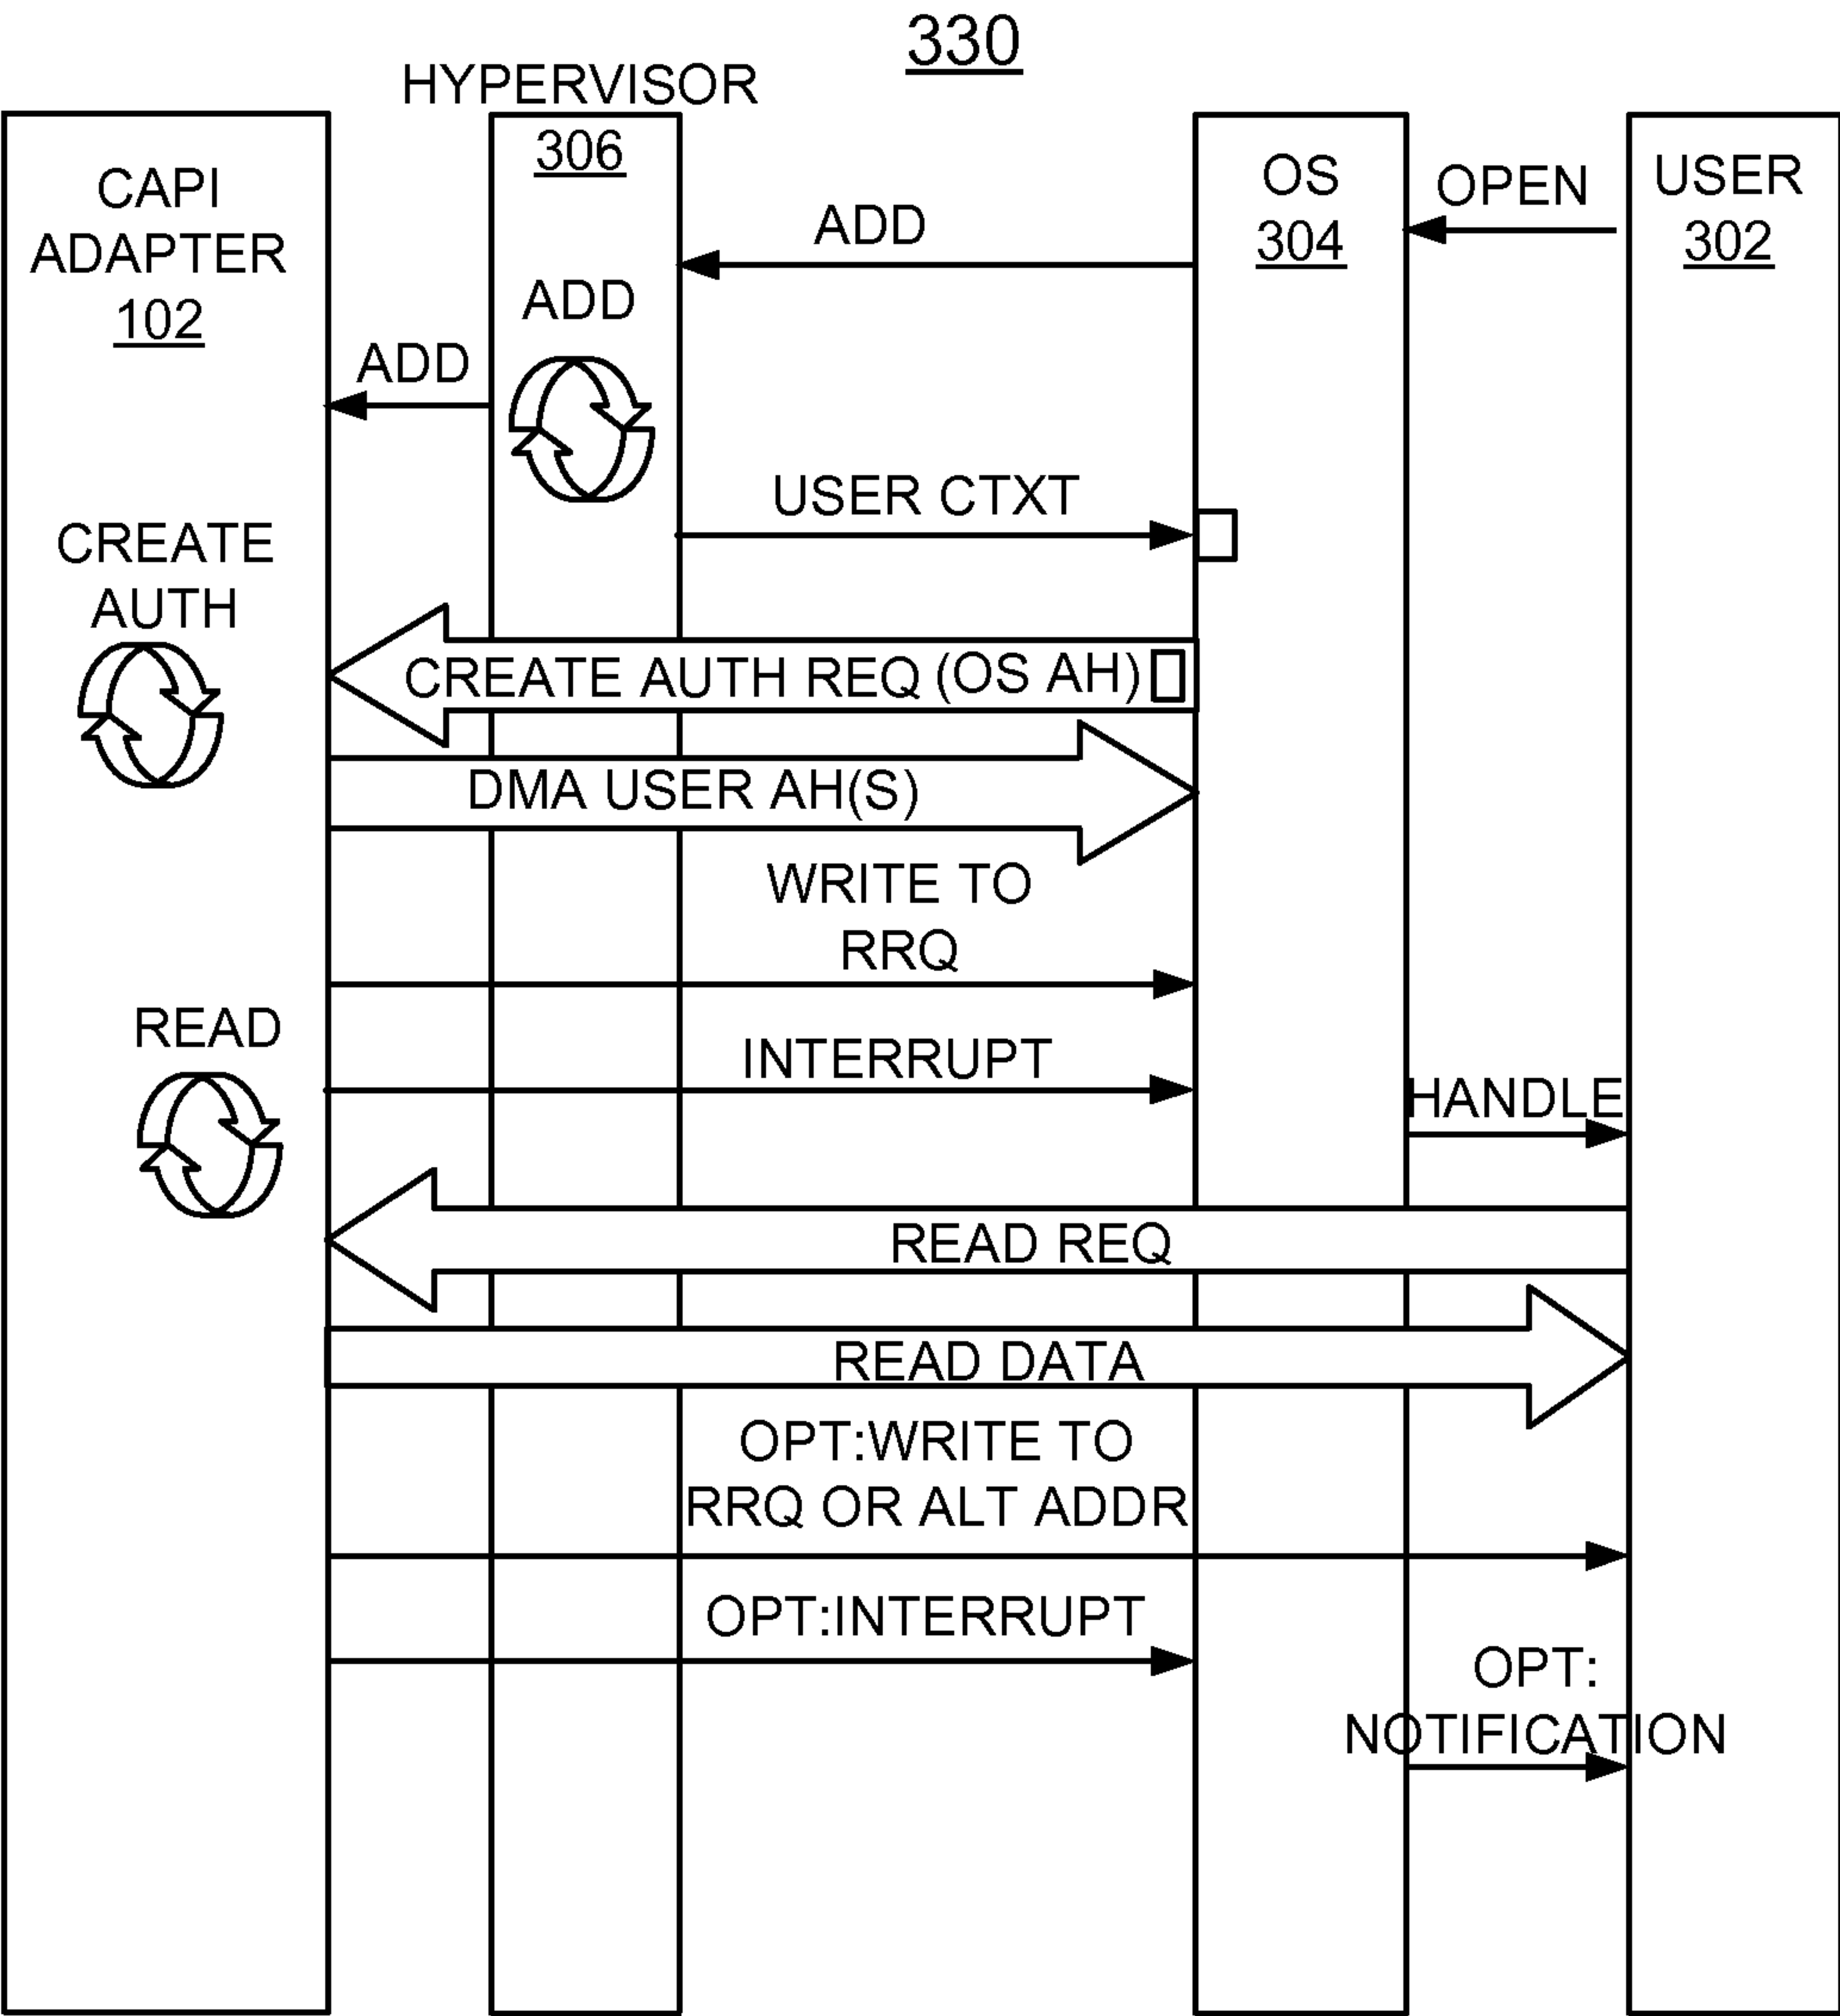 330
HYPERVISOR
306
CAPI
ADAPTER
102
OS
304
OPEN
USER
302
ADD
ADD
ADD
USER CTXT
CREATE
AUTH
CREATE AUTH REQ (OS AH)
DMA USER AH(S)
WRITE TO
RRQ
READ
INTERRUPT
HANDLE
READ REQ
READ DATA
OPT:WRITE TO
RRQ OR ALT ADDR
OPT:INTERRUPT
OPT:
NOTIFICATION